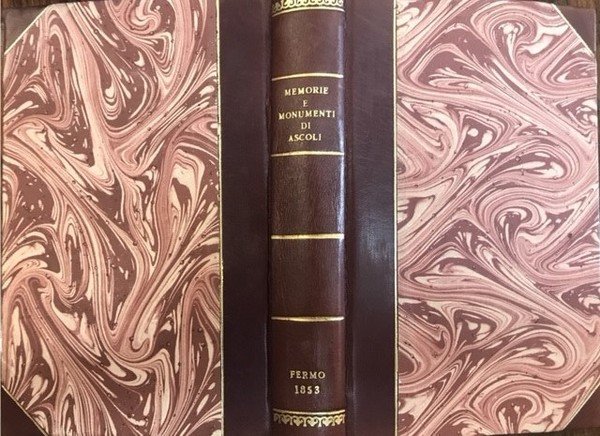 MEMORIE
E
MONUMENTI
DI
ASCOLI
FERMO
1853